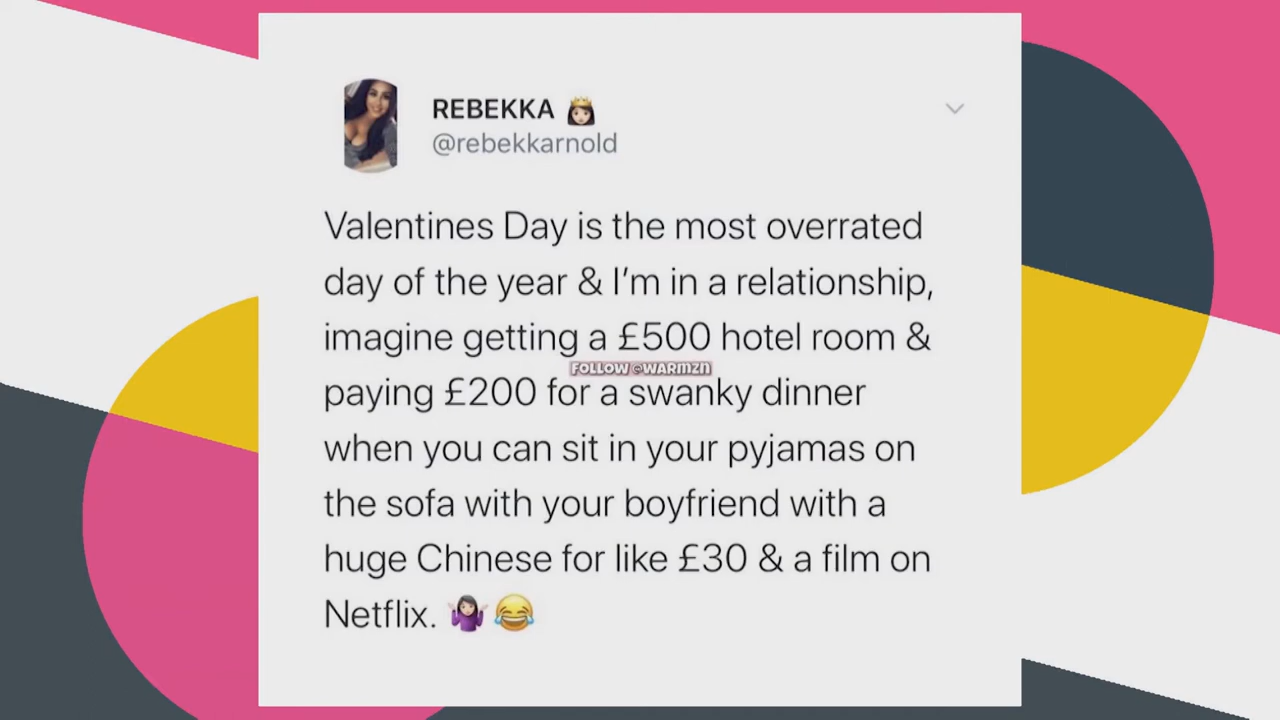 REBEKKA 👸🏻
@rebekkarnold
Valentines Day is the most overrated
day of the year & I’m in a relationship,
imagine getting a £500 hotel room &
FOLLOW @WARMZN
paying £200 for a swanky dinner
when you can sit in your pyjamas on
the sofa with your boyfriend with a
huge Chinese for like £30 & a film on
Netflix. 🤷🏻‍♀️😂